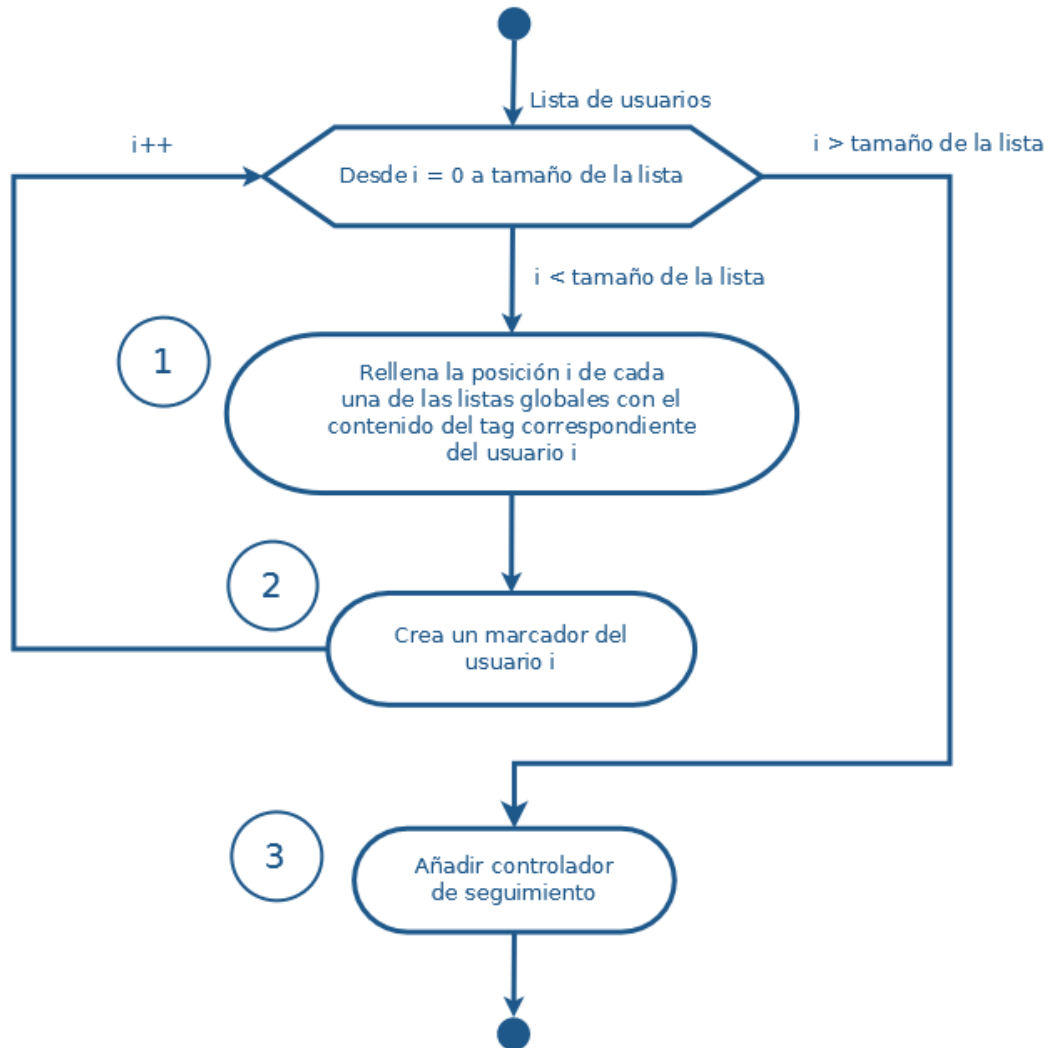 Lista de usuarios
i++
i > tamaño de la lista
Desde i = 0 a tamaño de la lista
i < tamaño de la lista
1
Rellena la posición i de cada
una de las listas globales con el
contenido del tag correspondiente
del usuario i
2
Crea un marcador del
usuario i
3
Añadir controlador
de seguimiento